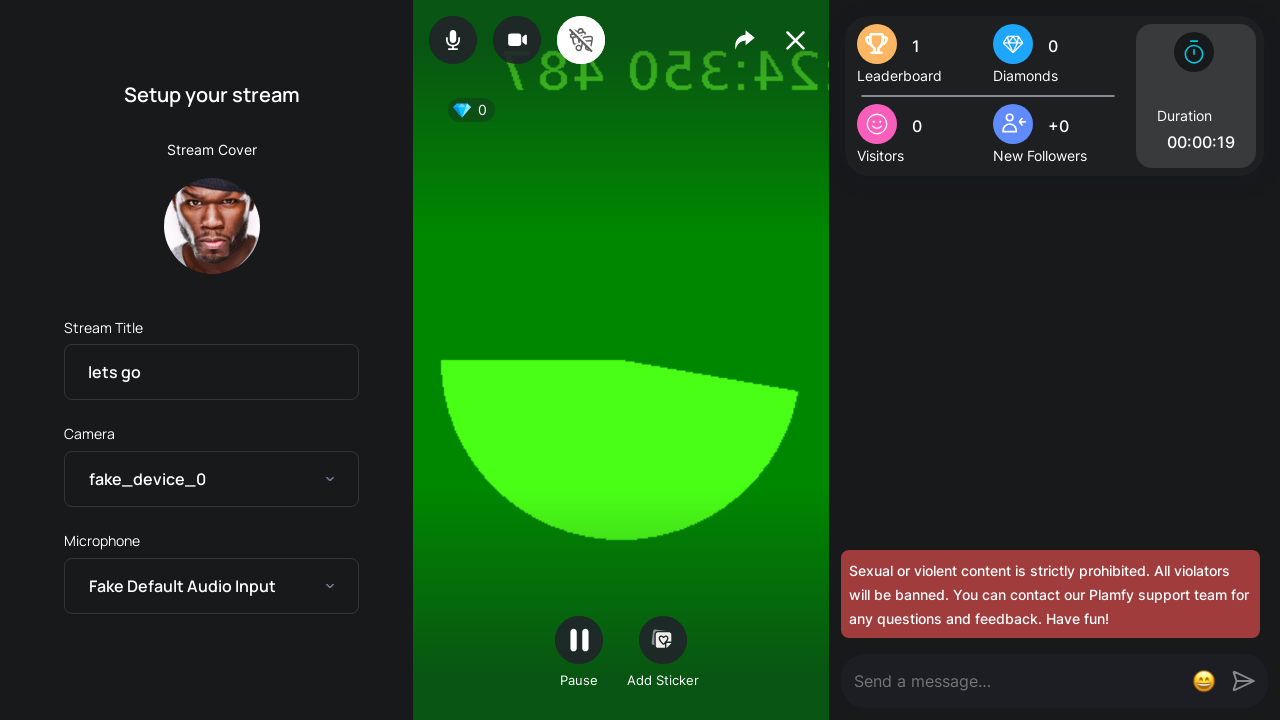 Setup your stream
Stream Cover
Stream Title
lets go
Camera
fake_device_0
Microphone
Fake Default Audio Input
:24:350 487
0
Pause
Add Sticker
1
Leaderboard
0
Diamonds
0
Visitors
+0
New Followers
Duration
00:00:19
Sexual or violent content is strictly prohibited. All violators
will be banned. You can contact our Plamfy support team for
any questions and feedback. Have fun!
Send a message...